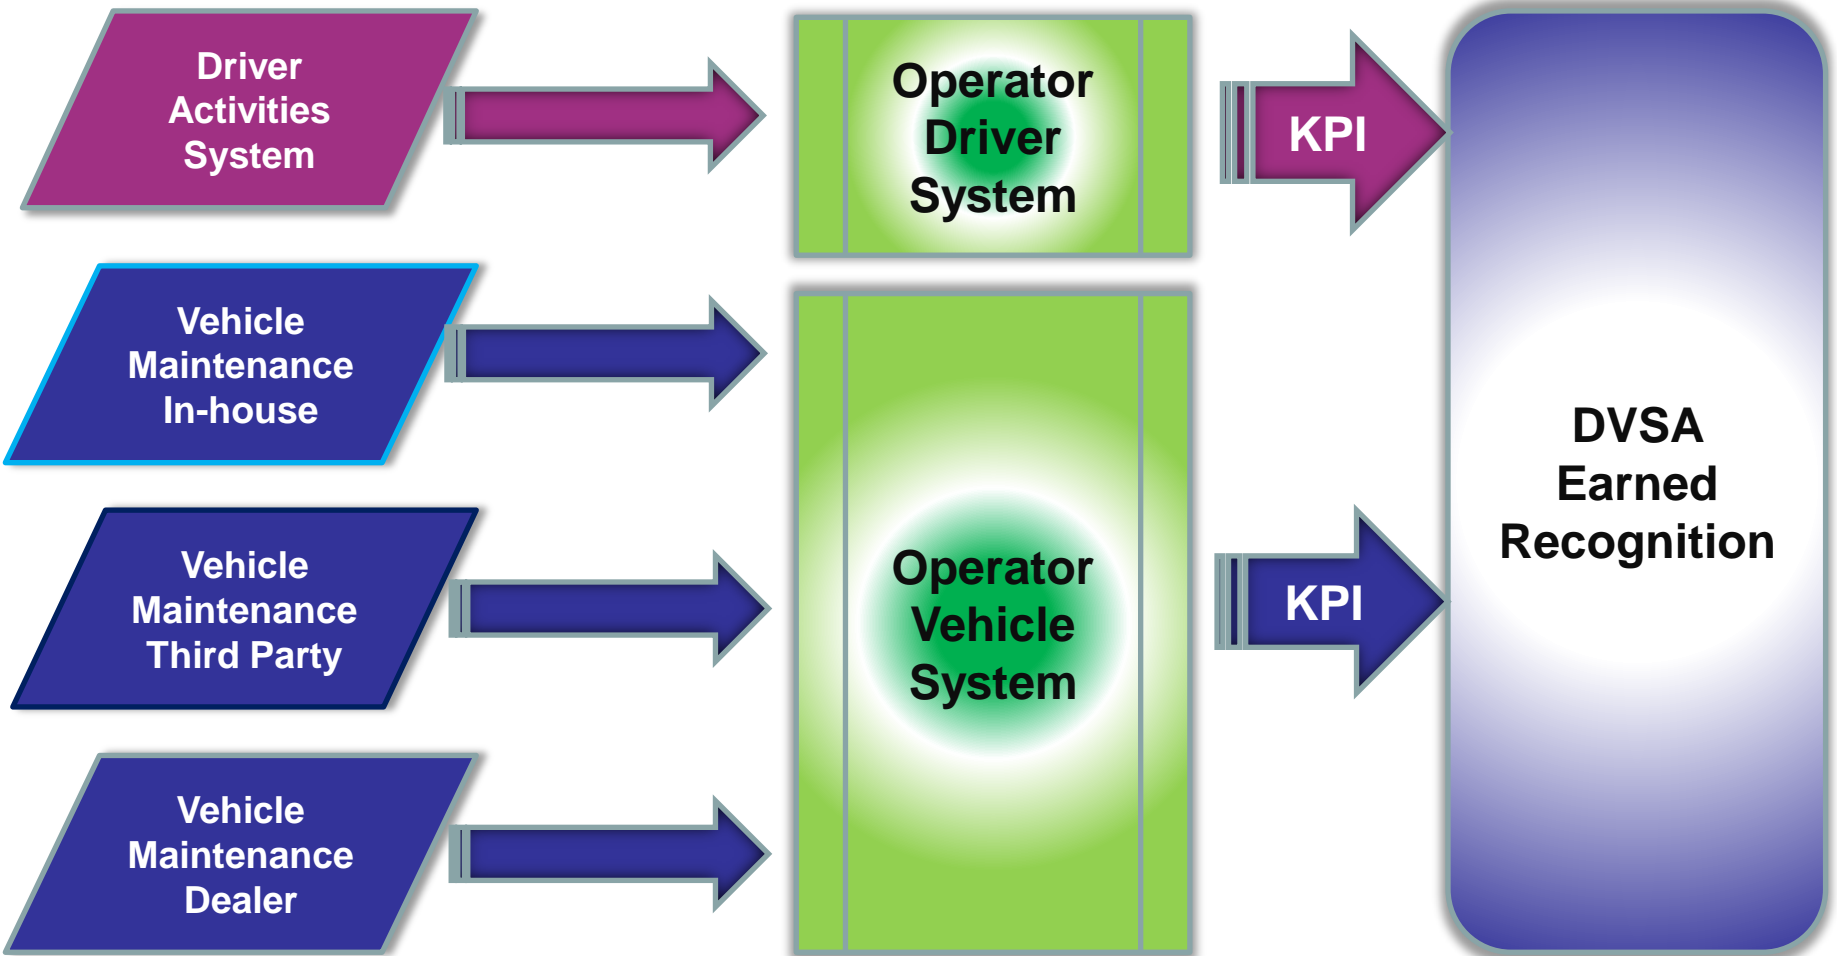 Driver
Activities
System
Operator
Driver
System
KPI
Vehicle
Maintenance
In-house
Vehicle
Maintenance
Third Party
Vehicle
Maintenance
Dealer
Operator
Vehicle
System
KPI
DVSA
Earned
Recognition